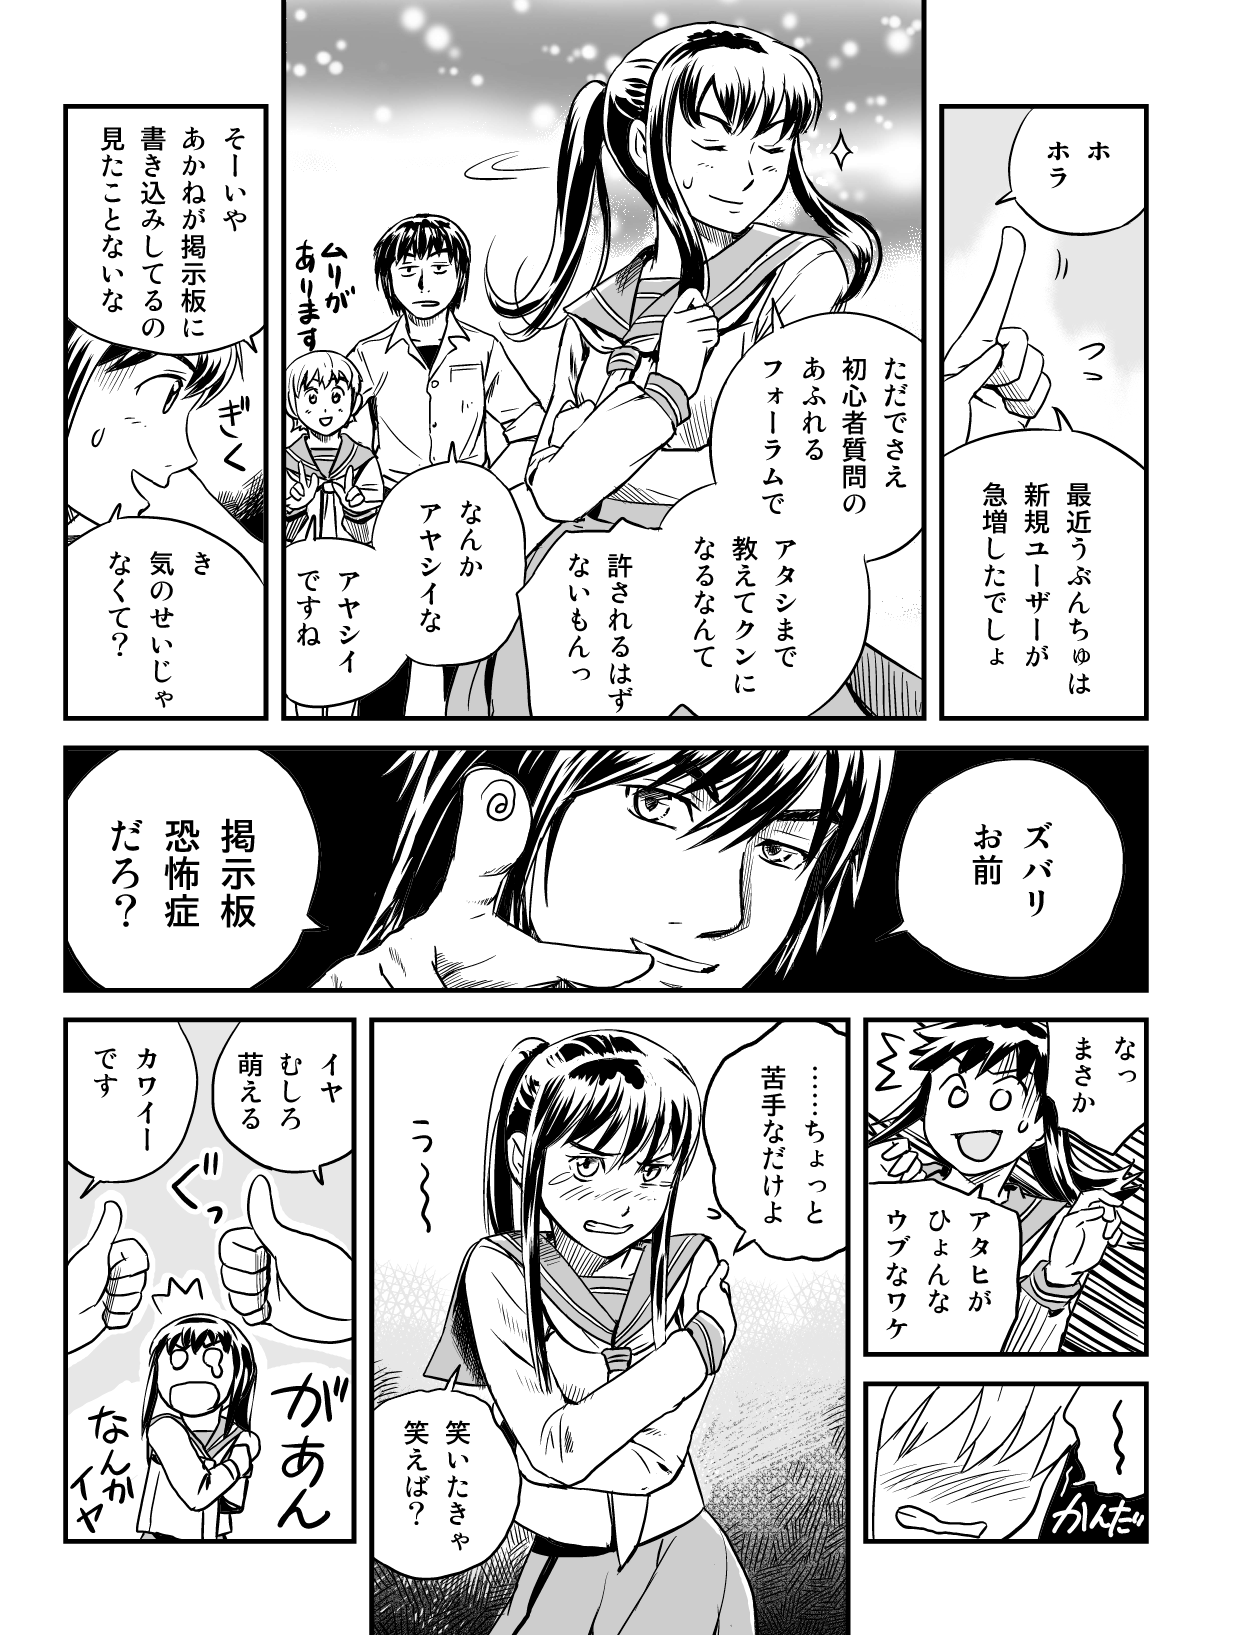 ホ
ホラ
最近うぶんちゅは
新規ユーザーが
急増したでしょ
ただでさえ
初心者質問の
あふれる
フォーラムで
アタシまで
教えてクンに
なるなんて
許されるはず
ないもんっ
ムリが
あります
なんか
アヤシイな
アヤシイ
ですね
そーいや
あかねが掲示板に
書き込みしてるの
見たことないな
ぎくっ
き
気のせいじゃ
なくて？
ズバリ
お前
掲示板
恐怖症
だろ？
なっ
まさか
アタヒが
ひょんな
ウブなワケ
かんだ
……ちょっと
苦手なだけよ
う〜〜
笑いたきゃ
笑えば？
イヤ
むしろ
萌える
カワイー
です
ぐっ
があん
なんか
イヤ